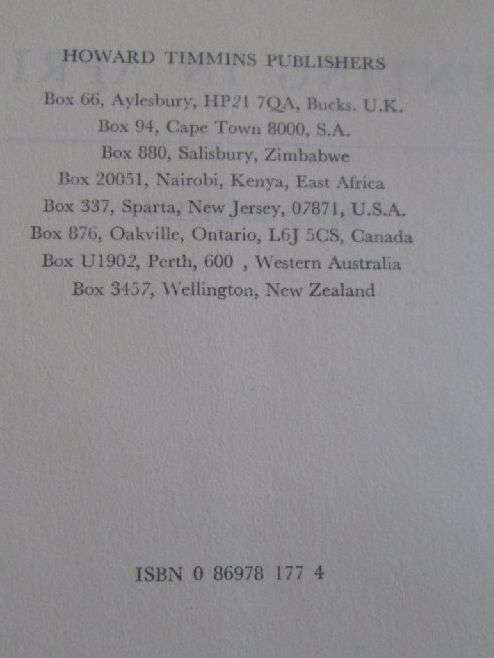 HOWARD TIMMINS PUBLISHERS
Box 66, Aylesbury, HP21 7QA, Bucks. U.K.
Box 94, Cape Town 8000, S.A.
Box 880, Salisbury, Zimbabwe
Box 20051, Nairobi, Kenya, East Africa
Box 337, Sparta, New Jersey, 07871, U.S.A.
Box 876, Oakville, Ontario, L6J 5CS, Canada
Box U1902, Perth, 600 , Western Australia
Box 3457, Wellington, New Zealand
ISBN 0 86978 177 4